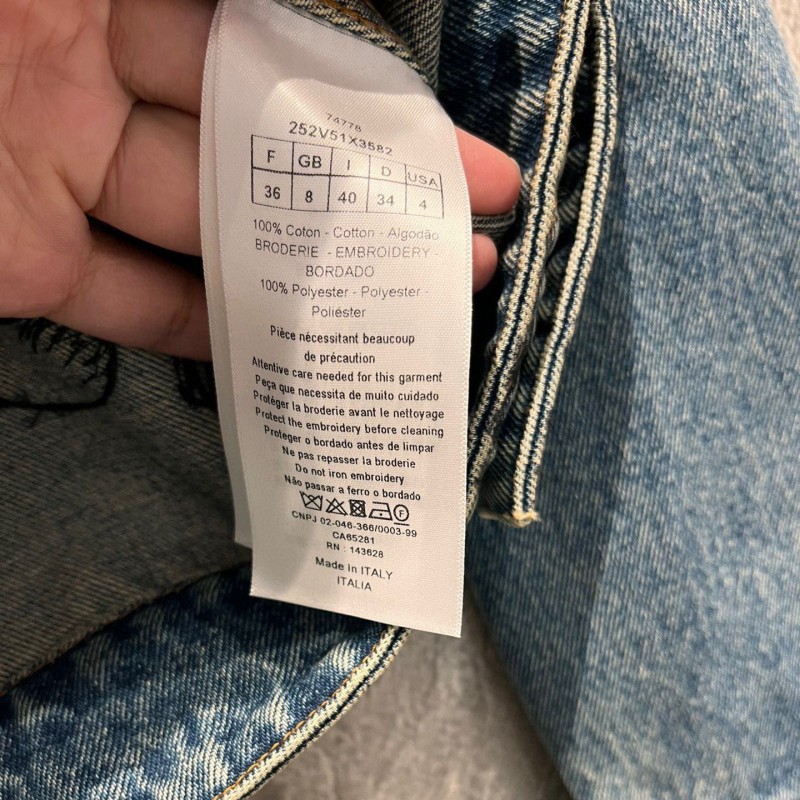 74778
252V51X3582
F GB I D USA
36 8 40 34 4
100% Coton - Cotton - Algodão
BRODERIE - EMBROIDERY -
BORDADO
100% Polyester - Polyester -
Poliéster
Pièce nécessitant beaucoup
de précaution
Attentive care needed for this garment
Peça que necessita de muito cuidado
Protéger la broderie avant le nettoyage
Protect the embroidery before cleaning
Proteger o bordado antes de limpar
Ne pas repasser la broderie
Do not iron embroidery
Não passar a ferro o bordado
F
CNPJ 02-046-366/0003-99
CA65281
RN : 143628
Made in ITALY
ITALIA